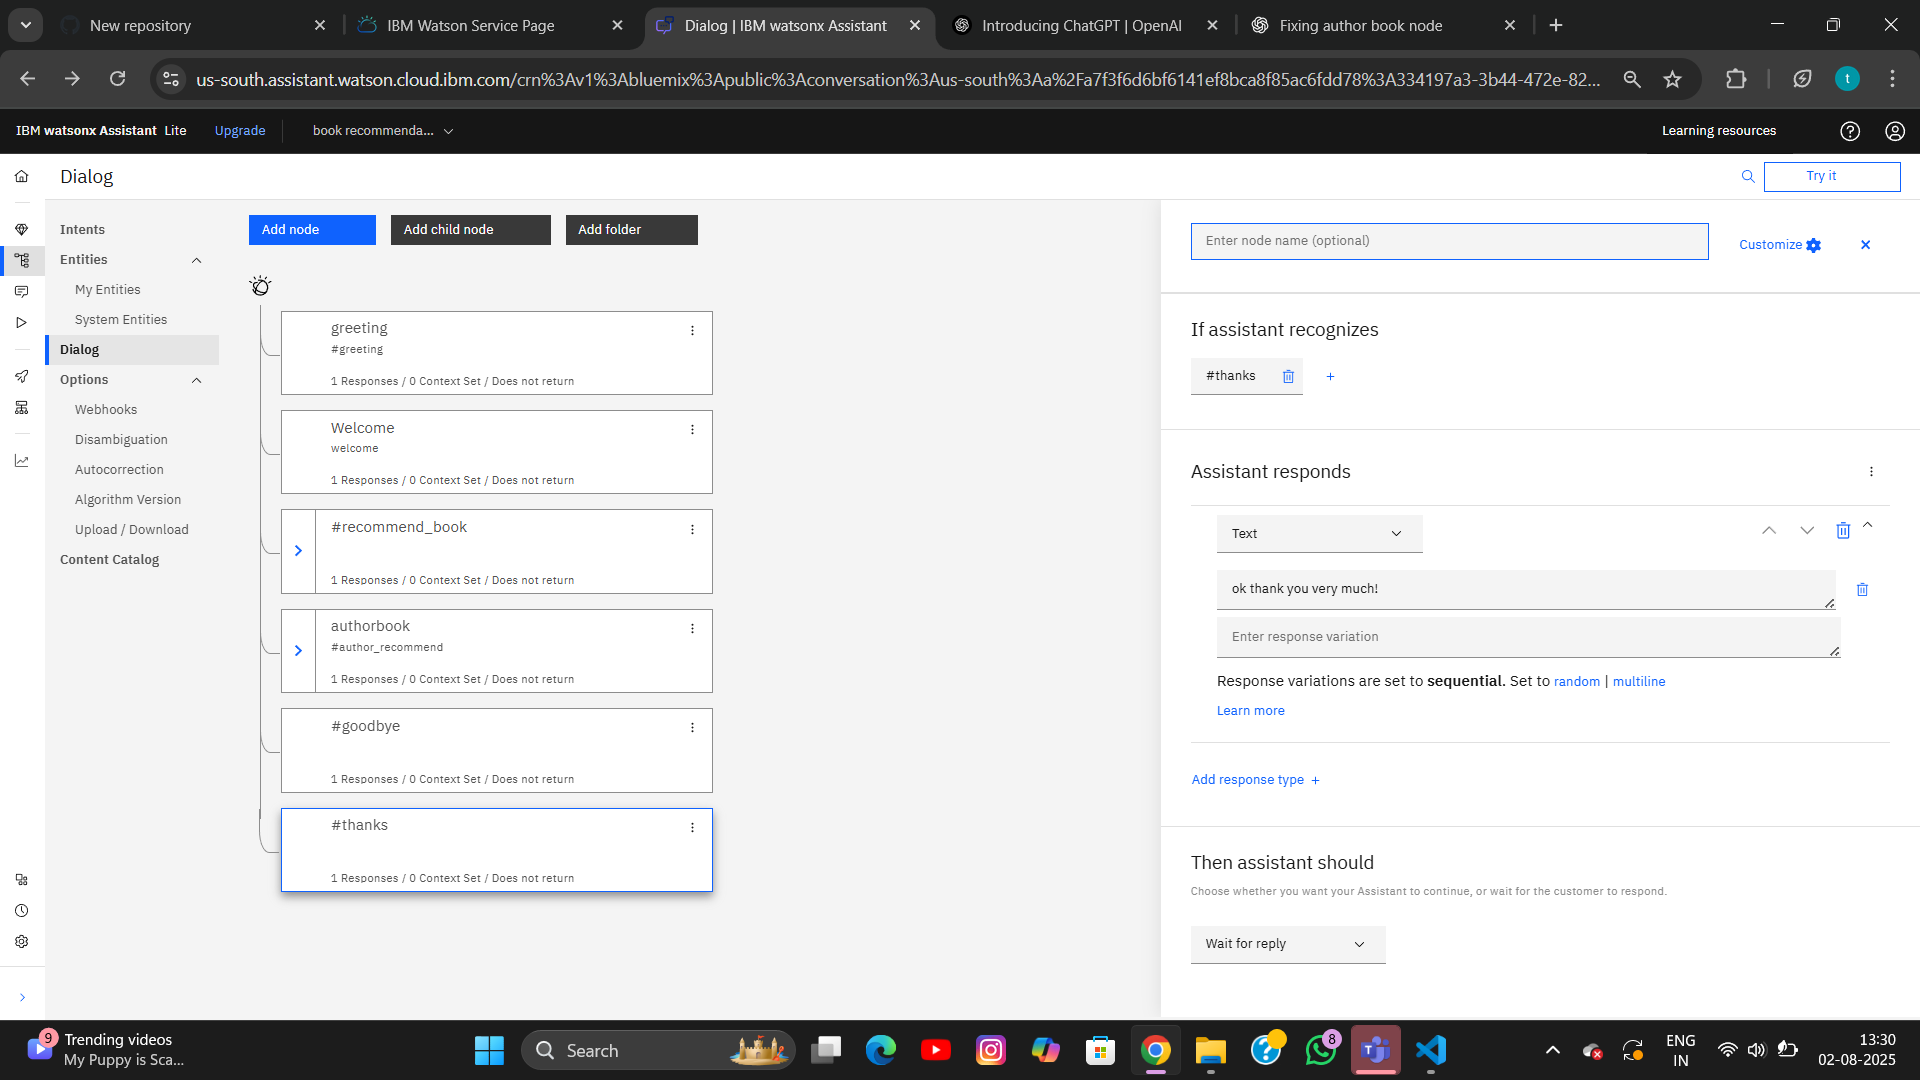 New repository
IBM Watson Service Page
Dialog | IBM watsonx Assistant
Introducing ChatGPT | OpenAI
Fixing author book node
us-south.assistant.watson.cloud.ibm.com/crn%3Av1%3Abluemix%3Apublic%3Aconversation%3Aus-south%3Aa%2Fa7f3f6d6bf6141ef8bca8f85ac6fdd78%3A334197a3-3b44-472e-82...
t
IBM watsonx Assistant Lite
Upgrade
book recommenda...
Learning resources
Dialog
Try it
Intents
Entities
My Entities
System Entities
Dialog
Options
Webhooks
Disambiguation
Autocorrection
Algorithm Version
Upload / Download
Content Catalog
Add node
Add child node
Add folder
greeting
#greeting
1 Responses / 0 Context Set / Does not return
Welcome
welcome
1 Responses / 0 Context Set / Does not return
#recommend_book
1 Responses / 0 Context Set / Does not return
authorbook
#author_recommend
1 Responses / 0 Context Set / Does not return
#goodbye
1 Responses / 0 Context Set / Does not return
#thanks
1 Responses / 0 Context Set / Does not return
Enter node name (optional)
Customize
If assistant recognizes
#thanks
Assistant responds
Text
ok thank you very much!
Enter response variation
Response variations are set to sequential. Set to random | multiline
Learn more
Add response type +
Then assistant should
Choose whether you want your Assistant to continue, or wait for the customer to respond.
Wait for reply
9
Trending videos
My Puppy is Sca...
Search
8
ENG
IN
13:30
02-08-2025